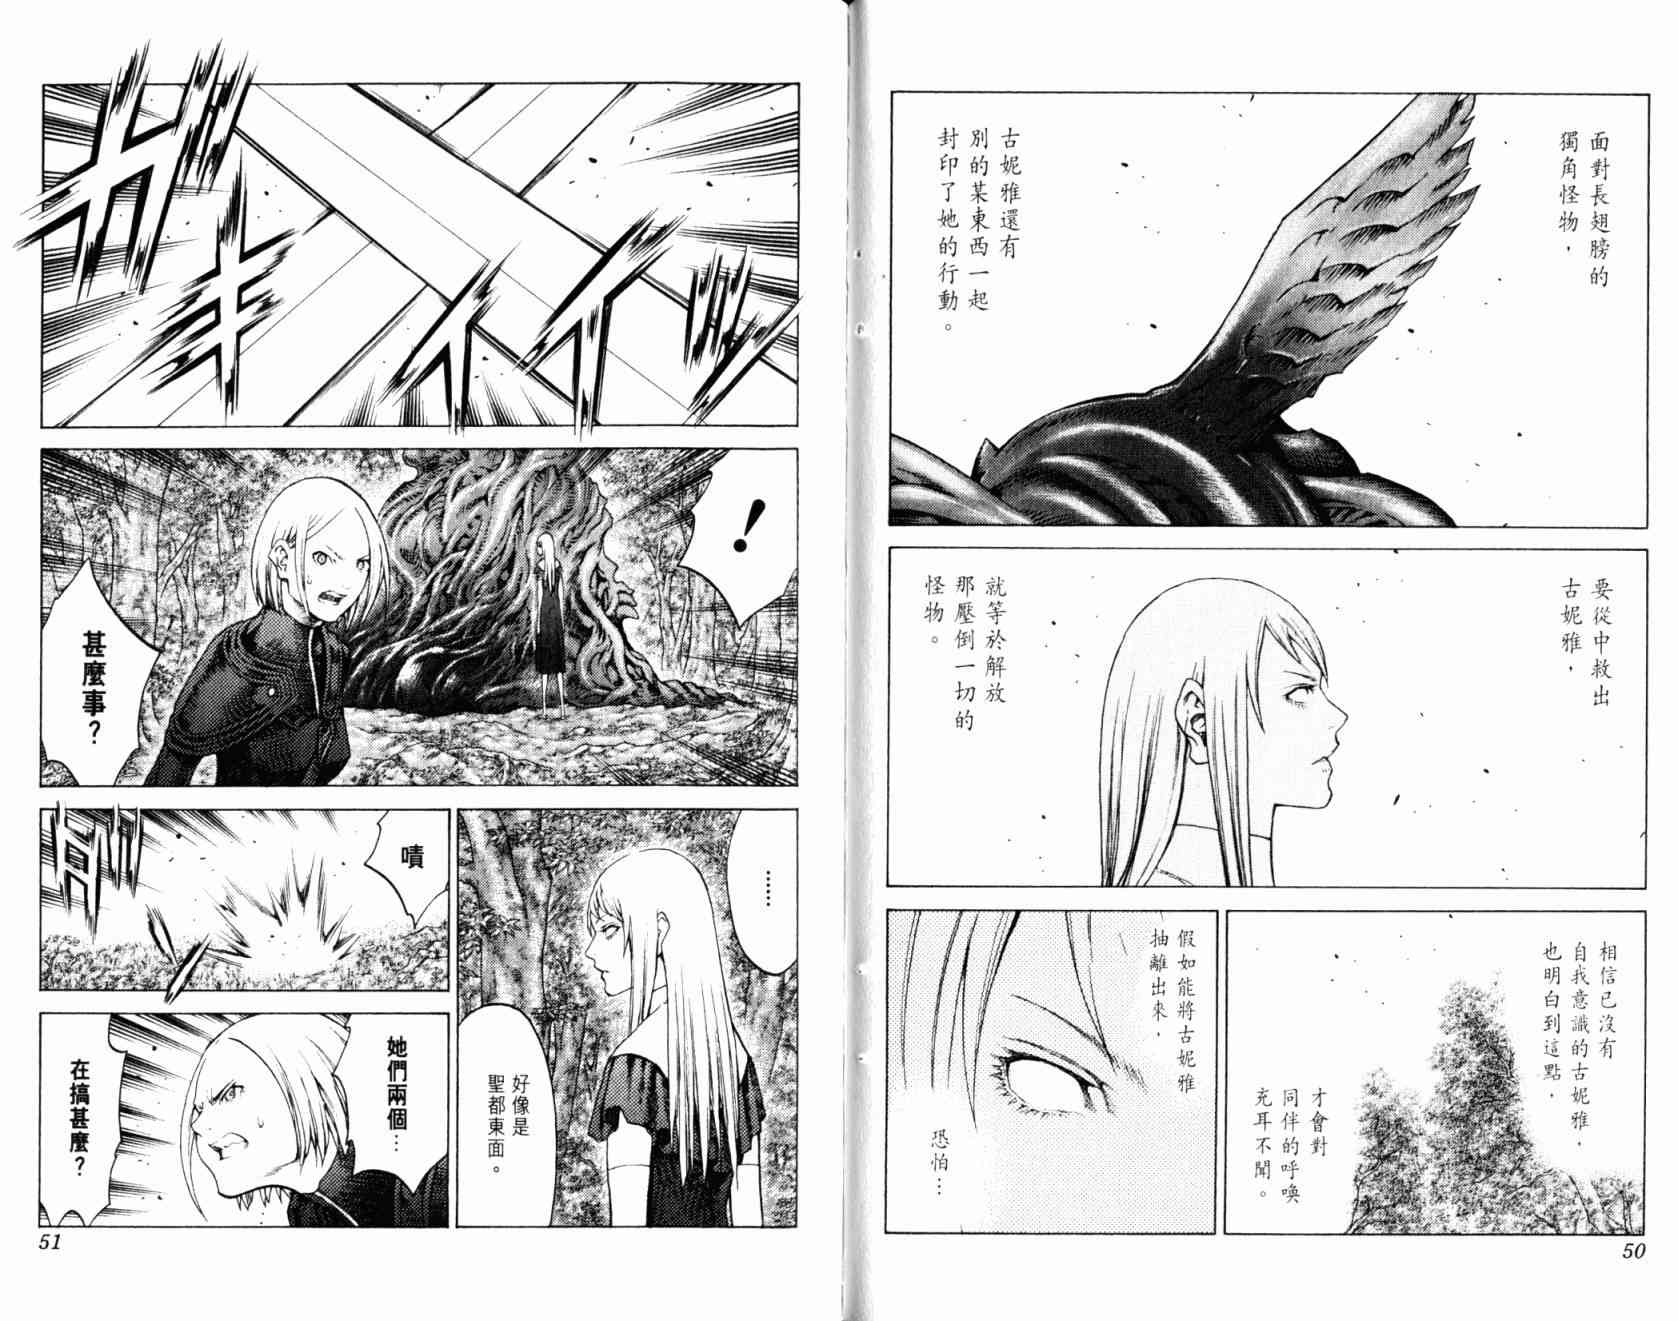 面對長翅膀的
獨角怪物，
古妮雅還有
別的某東西一起
封印了她的行動。
要從中救出
古妮雅，
就等於解放
那壓倒一切的
怪物。
相信已沒有
自我意識的古妮雅，
也明白到這點，
才會對
同伴的呼喚
充耳不聞。
假如能將古妮雅
抽離出來，
恐怕…
50
！
甚麼事？
……
好像是
聖都東面。
嘖
她們兩個…
在搞甚麼？
51